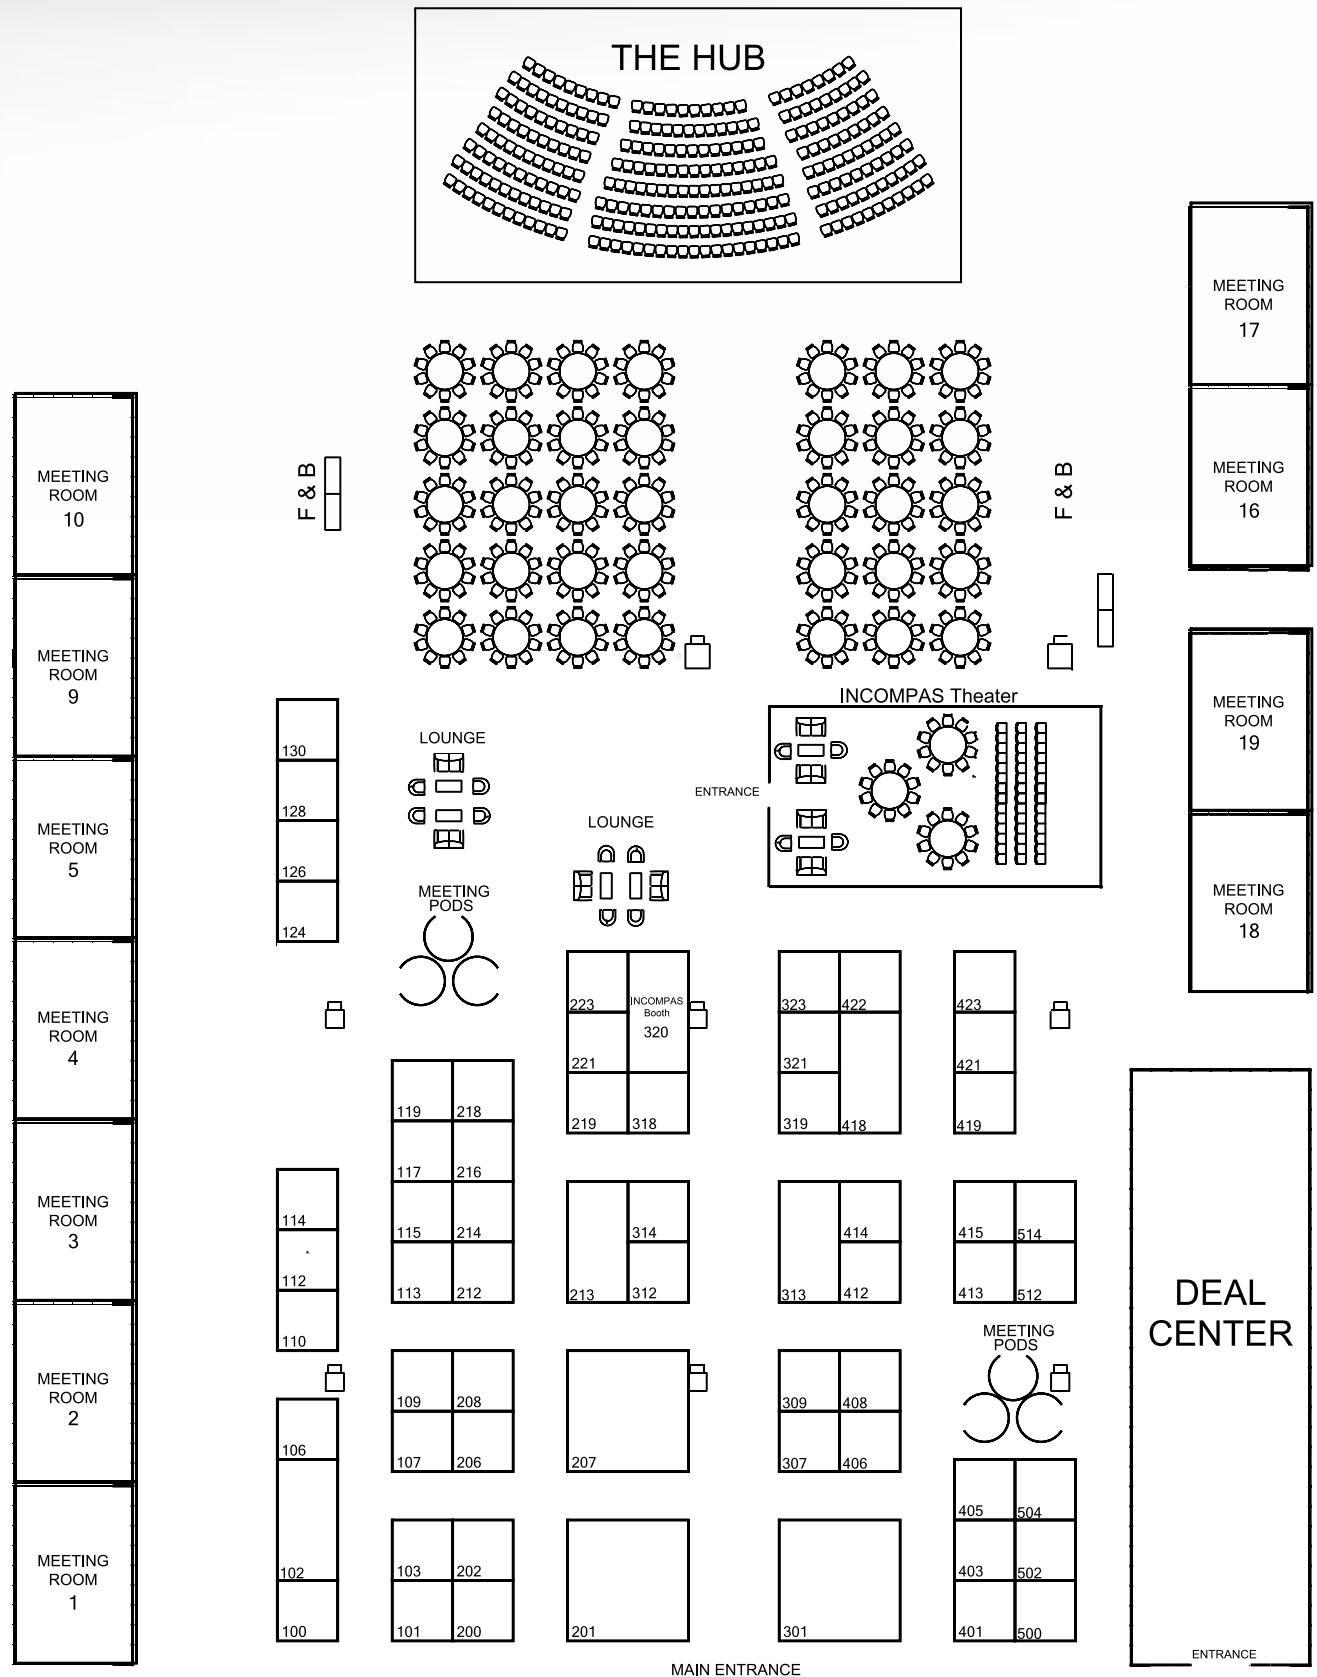 THE HUB
MEETING
ROOM
17
MEETING
ROOM
16
MEETING
ROOM
10
F & B
F & B
MEETING
ROOM
9
INCOMPAS Theater
ENTRANCE
MEETING
ROOM
19
MEETING
ROOM
18
130
128
126
124
LOUNGE
LOUNGE
MEETING
PODS
MEETING
ROOM
5
MEETING
ROOM
4
223
INCOMPAS
Booth
320
323
422
423
221
321
421
219
318
319
418
419
119
218
117
216
115
214
113
212
MEETING
ROOM
3
114
*
112
110
314
213
312
414
313
412
415
514
413
512
DEAL
CENTER
MEETING
PODS
MEETING
ROOM
2
109
208
107
206
207
309
408
307
406
106
102
100
405
504
403
502
401
500
103
202
101
200
201
301
MEETING
ROOM
1
ENTRANCE
MAIN ENTRANCE